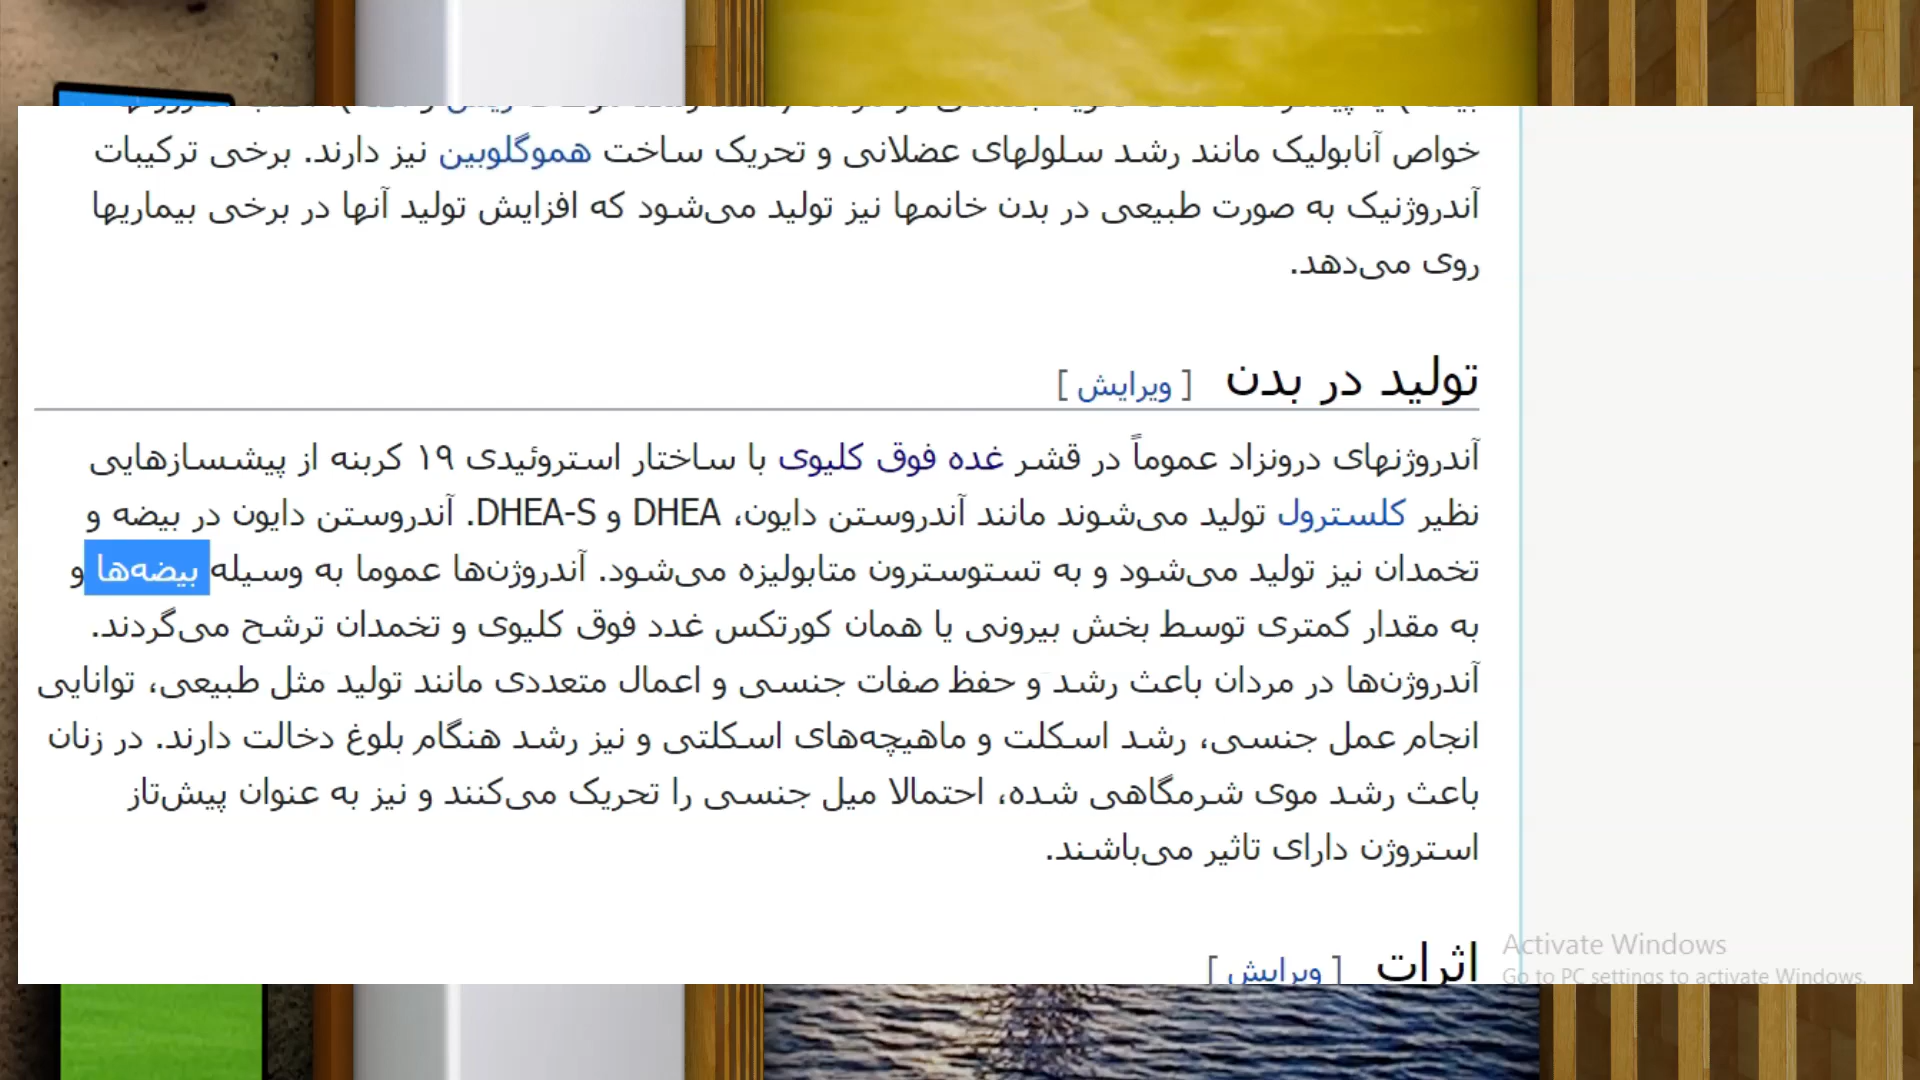 خواص آنابولیک مانند رشد سلولهای عضلانی و تحریک ساخت هموگلوبین نیز دارند. برخی ترکیبات
آندروژنیک به صورت طبیعی در بدن خانمها نیز تولید می‌شود که افزایش تولید آنها در برخی بیماریها
روی می‌دهد.
تولید در بدن [ ویرایش ]
آندروژنهای درونزاد عموماً در قشر غده فوق کلیوی با ساختار استروئیدی ۱۹ کربنه از پیشسازهایی
نظیر کلسترول تولید می‌شوند مانند آندروستن دایون، DHEA و DHEA-S. آندروستن دایون در بیضه و
تخمدان نیز تولید می‌شود و به تستوسترون متابولیزه می‌شود. آندروژن‌ها عموما به وسیله بیضه‌ها و
به مقدار کمتری توسط بخش بیرونی یا همان کورتکس غدد فوق کلیوی و تخمدان ترشح می‌گردند.
آندروژن‌ها در مردان باعث رشد و حفظ صفات جنسی و اعمال متعددی مانند تولید مثل طبیعی، توانایی
انجام عمل جنسی، رشد اسکلت و ماهیچه‌های اسکلتی و نیز رشد هنگام بلوغ دخالت دارند. در زنان
باعث رشد موی شرمگاهی شده، احتمالا میل جنسی را تحریک می‌کنند و نیز به عنوان پیش‌تاز
استروژن دارای تاثیر می‌باشند.
اثرات [ ویرایش ]
Activate Windows
Go to PC settings to activate Windows.